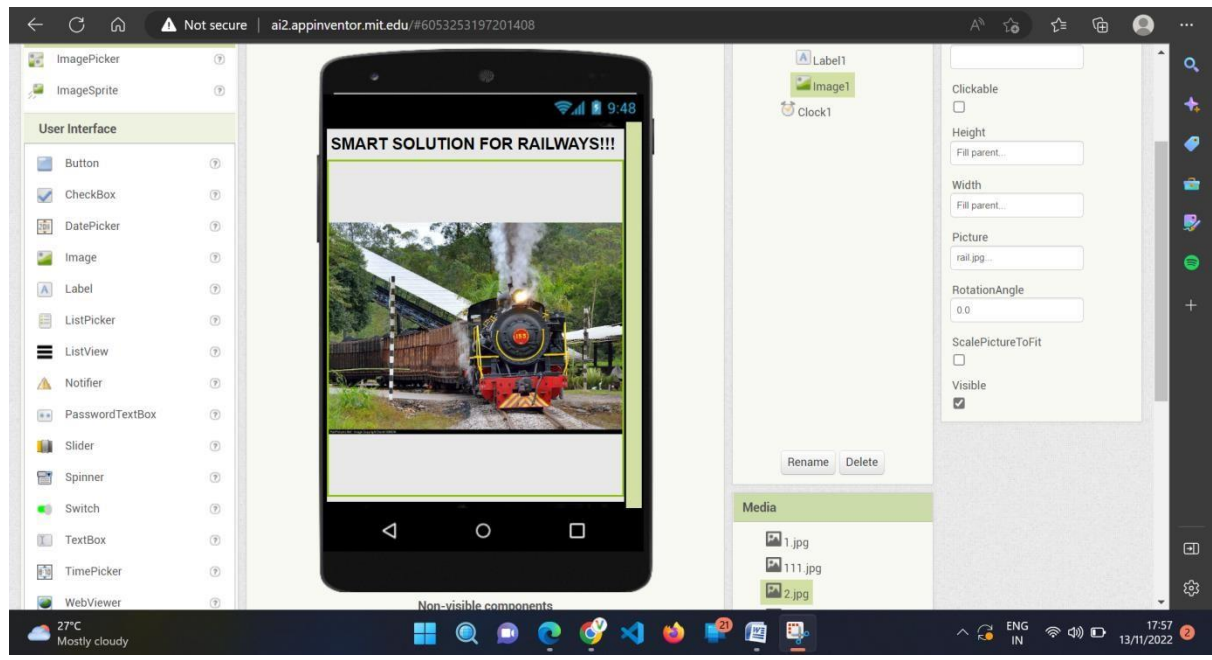 Not secure
ai2.appinventor.mit.edu/#6053253197201408
ImagePicker
ImageSprite
User Interface
Button
CheckBox
DatePicker
Image
Label
ListPicker
ListView
Notifier
PasswordTextBox
Slider
Spinner
Switch
TextBox
TimePicker
WebViewer
9:48
SMART SOLUTION FOR RAILWAYS!!!
Non-visible components
Label1
Image1
Clock1
Rename Delete
Media
1.jpg
111.jpg
2.jpg
Clickable
Height
Fill parent...
Width
Fill parent...
Picture
rail.jpg...
RotationAngle
0.0
ScalePictureToFit
Visible
27°C
Mostly cloudy
21
ENG
IN
17:57
13/11/2022
2